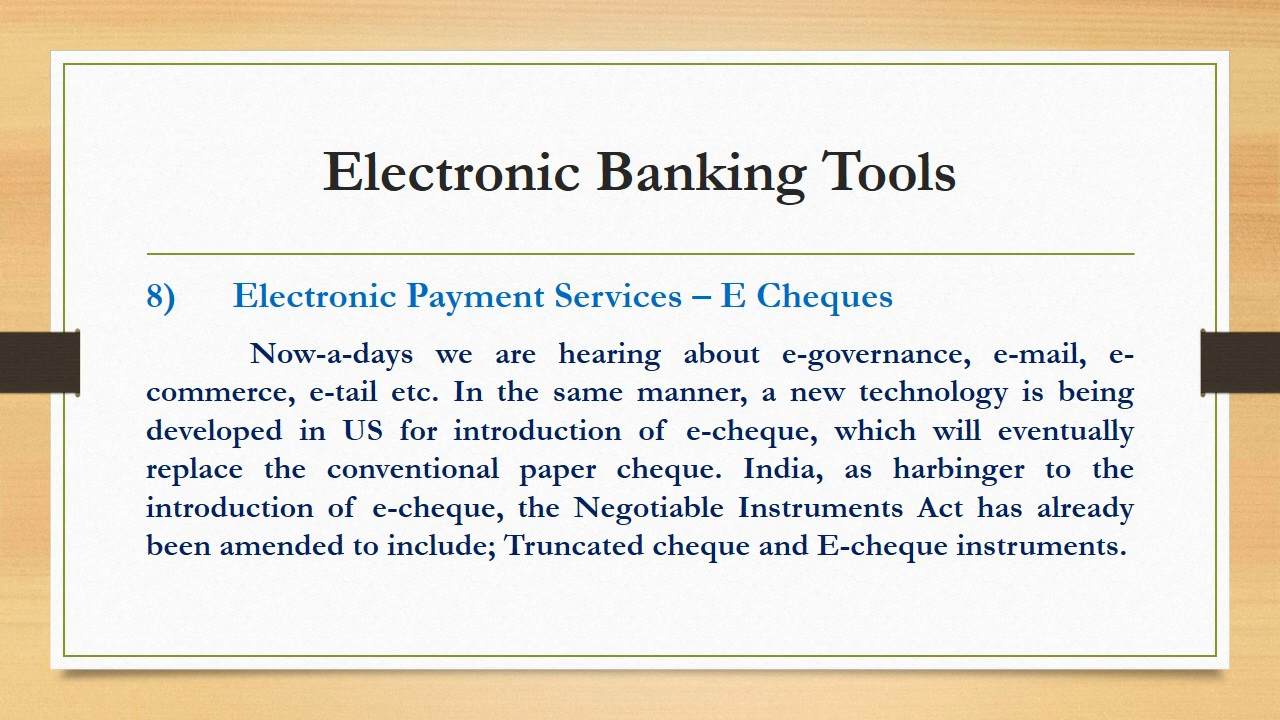 Electronic Banking Tools
8) Electronic Payment Services – E Cheques
Now-a-days we are hearing about e-governance, e-mail, e-
commerce, e-tail etc. In the same manner, a new technology is being
developed in US for introduction of e-cheque, which will eventually
replace the conventional paper cheque. India, as harbinger to the
introduction of e-cheque, the Negotiable Instruments Act has already
been amended to include; Truncated cheque and E-cheque instruments.